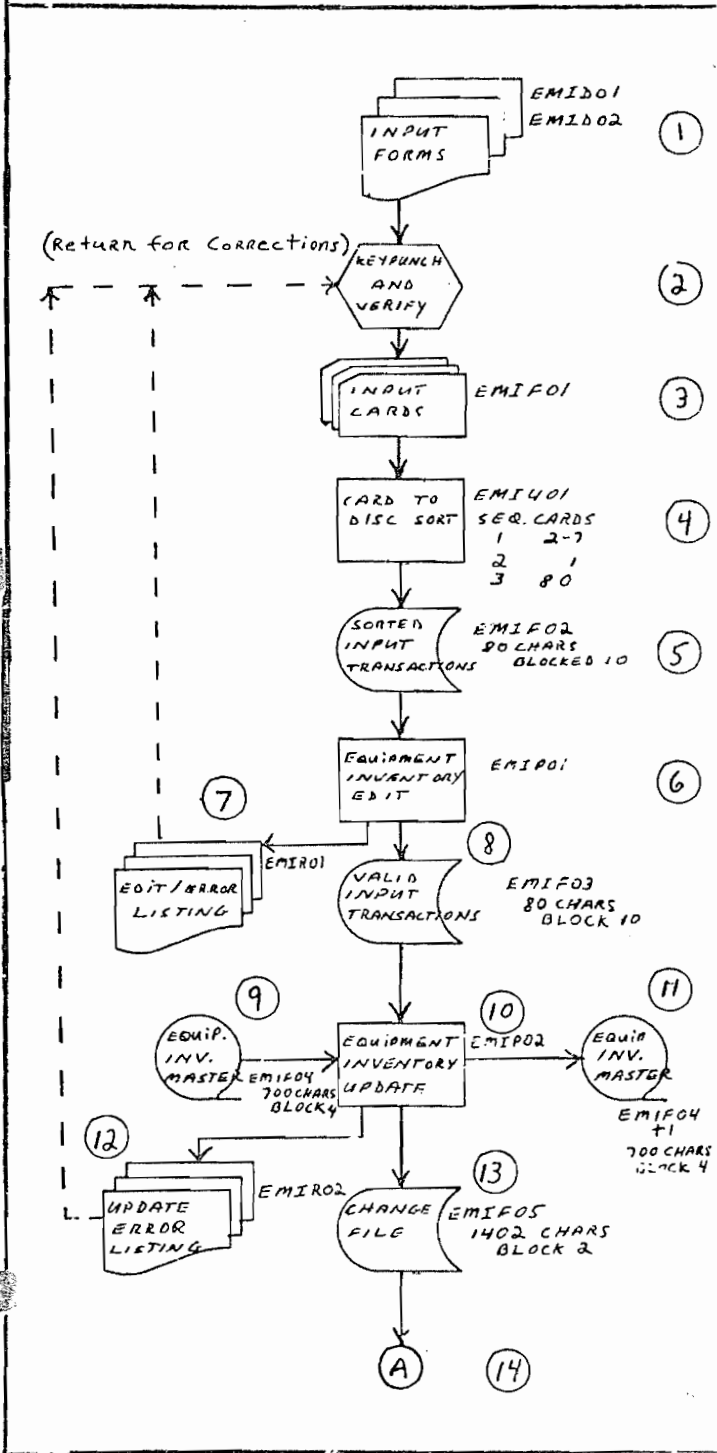 EMID01
EMID02
INPUT
FORMS
1
(Return for Corrections)
KEYPUNCH
AND
VERIFY
2
INPUT
CARDS
EMIF01
3
CARD TO
DISC SORT
EMIU01
SEQ. CARDS
1 2-7
2 1
3 80
4
SORTED
INPUT
TRANSACTIONS
EMIF02
80 CHARS
BLOCKED 10
5
EQUIPMENT
INVENTORY
EDIT
EMIP01
6
7
EDIT/ERROR
LISTING
EMIR01
8
VALID
INPUT
TRANSACTIONS
EMIF03
80 CHARS
BLOCK 10
9
EQUIP.
INV.
MASTER
EMIF04
700 CHARS
BLOCK 4
10
EQUIPMENT
INVENTORY
UPDATE
EMIP02
11
EQUIP
INV.
MASTER
EMIF04
+1
700 CHARS
BLOCK 4
12
UPDATE
ERROR
LISTING
EMIR02
13
CHANGE
FILE
EMIF05
1402 CHARS
BLOCK 2
A
14